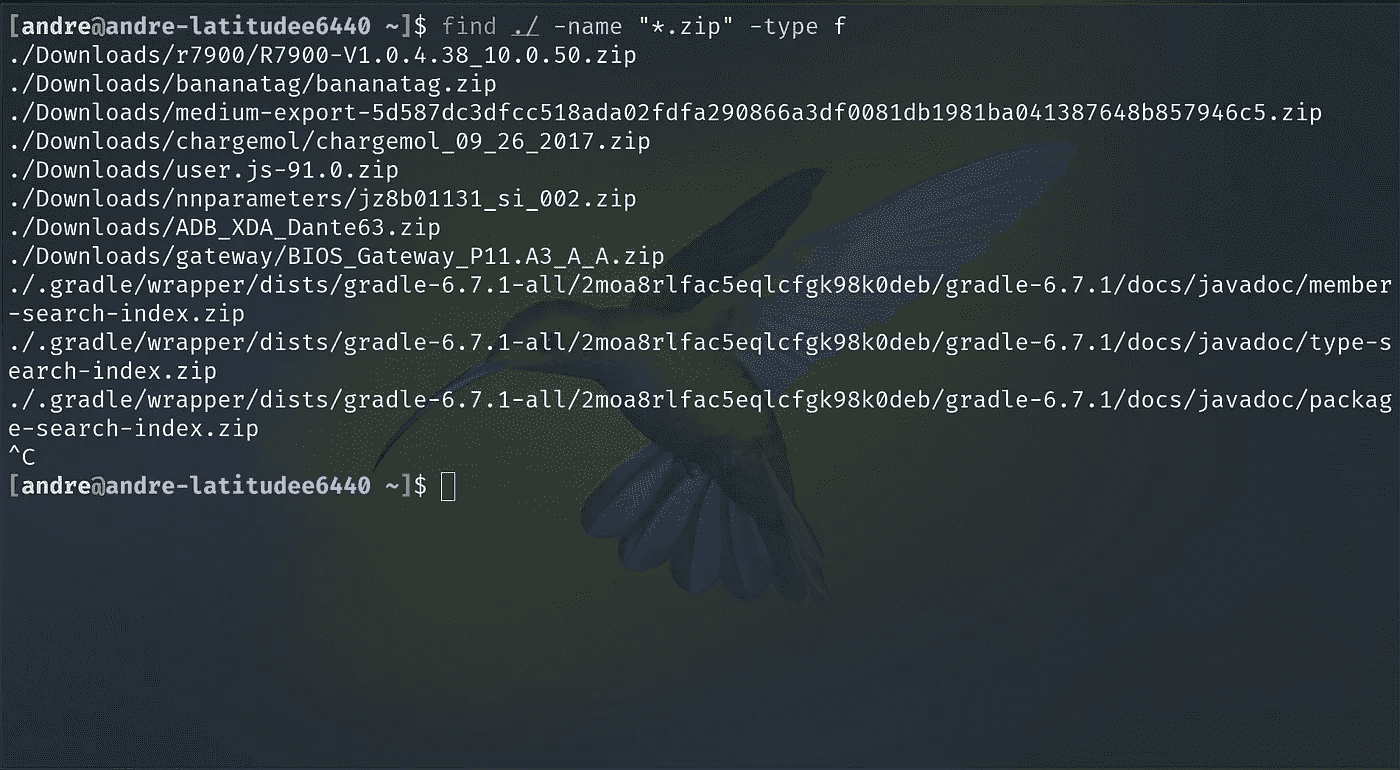 [andre@andre-latitudee6440 ~]$ find ./ -name "*.zip" -type f
./Downloads/r7900/R7900-V1.0.4.38_10.0.50.zip
./Downloads/bananatag/bananatag.zip
./Downloads/medium-export-5d587dc3dfcc518ada02fdfa290866a3df0081db1981ba041387648b857946c5.zip
./Downloads/chargemol/chargemol_09_26_2017.zip
./Downloads/user.js-91.0.zip
./Downloads/nnparameters/jz8b01131_si_002.zip
./Downloads/ADB_XDA_Dante63.zip
./Downloads/gateway/BIOS_Gateway_P11.A3_A_A.zip
./.gradle/wrapper/dists/gradle-6.7.1-all/2moa8rlfac5eqlcfgk98k0deb/gradle-6.7.1/docs/javadoc/member
-search-index.zip
./.gradle/wrapper/dists/gradle-6.7.1-all/2moa8rlfac5eqlcfgk98k0deb/gradle-6.7.1/docs/javadoc/type-s
earch-index.zip
./.gradle/wrapper/dists/gradle-6.7.1-all/2moa8rlfac5eqlcfgk98k0deb/gradle-6.7.1/docs/javadoc/packag
e-search-index.zip
^C
[andre@andre-latitudee6440 ~]$